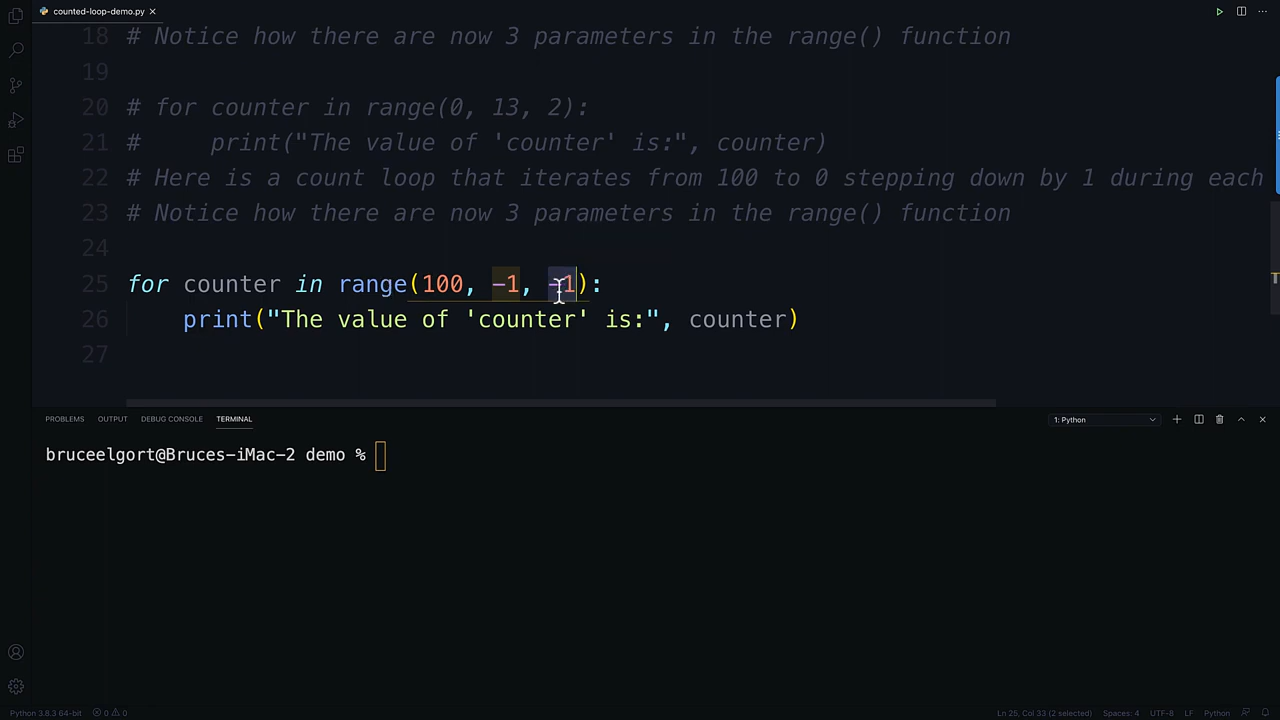 counted-loop-demo.py
18 # Notice how there are now 3 parameters in the range() function
19
20 # for counter in range(0, 13, 2):
21 #     print("The value of 'counter' is:", counter)
22 # Here is a count loop that iterates from 100 to 0 stepping down by 1 during each
23 # Notice how there are now 3 parameters in the range() function
24
25 for counter in range(100, -1, -1):
26     print("The value of 'counter' is:", counter)
27
PROBLEMS OUTPUT DEBUG CONSOLE TERMINAL 1: Python
bruceelgort@Bruces-iMac-2 demo %
Python 3.8.3 64-bit 0 0 Ln 25, Col 33 (2 selected) Spaces: 4 UTF-8 LF Python